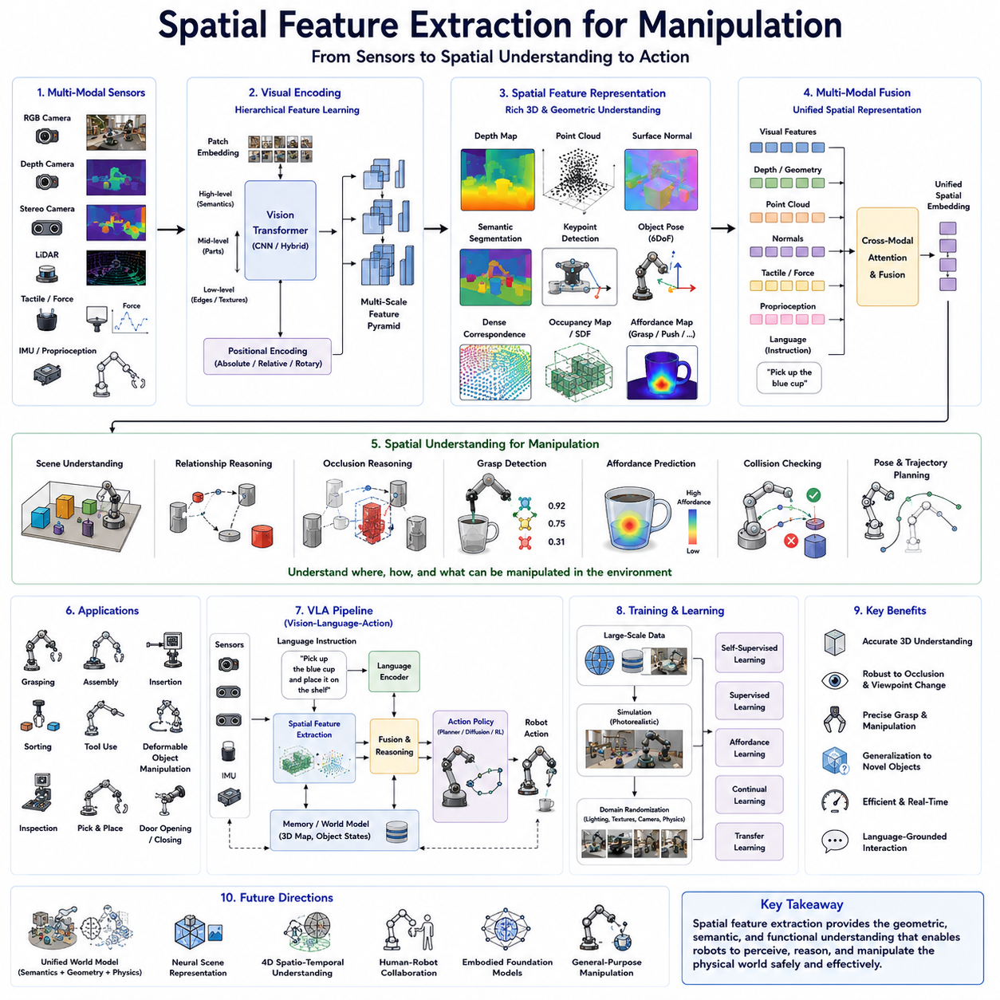 Spatial Feature Extraction for Manipulation
From Sensors to Spatial Understanding to Action
1. Multi-Modal Sensors
RGB Camera
Depth Camera
Stereo Camera
LiDAR
Tactile / Force
Force
IMU / Proprioception
2. Visual Encoding
Hierarchical Feature Learning
Patch
Embedding
High-level
(Semantics)
Mid-level
(Parts)
Low-level
(Edges / Textures)
Vision
Transformer
(CNN / Hybrid)
Multi-Scale
Feature
Pyramid
Positional Encoding
(Absolute / Relative / Rotary)
3. Spatial Feature Representation
Rich 3D & Geometric Understanding
Depth Map
Point Cloud
Surface Normal
Semantic
Segmentation
Keypoint
Detection
Object Pose
(6DoF)
Dense
Correspondence
Occupancy Map
/ SDF
Affordance Map
(Grasp / Push / ...)
4. Multi-Modal Fusion
Unified Spatial Representation
Visual Features
Depth / Geometry
Point Cloud
Normals
Tactile / Force
Proprioception
Language
(Instruction)
"Pick up the
blue cup"
Cross-Modal
Attention
& Fusion
Unified
Spatial
Embedding
5. Spatial Understanding for Manipulation
Scene Understanding
Relationship Reasoning
Occlusion Reasoning
Grasp Detection
0.92
0.75
0.31
Affordance Prediction
High
Affordance
Low
Collision Checking
Pose & Trajectory
Planning
Understand where, how, and what can be manipulated in the environment
6. Applications
Grasping
Assembly
Insertion
Sorting
Tool Use
Deformable
Object
Manipulation
Inspection
Pick & Place
Door Opening
/ Closing
7. VLA Pipeline
(Vision-Language-Action)
Sensors
IMU
Language Instruction
"Pick up
the blue cup
and place it on
the shelf"
Language
Encoder
Spatial Feature
Extraction
Fusion &
Reasoning
Action Policy
(Planner / Diffusion / RL)
Robot
Action
Memory / World Model
(3D Map, Object States)
8. Training & Learning
Large-Scale Data
Simulation
(Photorealistic)
Domain Randomization
(Lighting, Textures, Camera, Physics)
Self-Supervised
Learning
Supervised
Learning
Affordance
Learning
Continual
Learning
Transfer
Learning
9. Key Benefits
Accurate 3D Understanding
Robust to Occlusion
& Viewpoint Change
Precise Grasp &
Manipulation
?
Generalization to
Novel Objects
Efficient & Real-Time
Language-Grounded
Interaction
10. Future Directions
Unified World Model
(Semantics + Geometry + Physics)
Neural Scene
Representation
4D Spatio-Temporal
Understanding
Human-Robot
Collaboration
Embodied Foundation
Models
General-Purpose
Manipulation
Key Takeaway
Spatial feature extraction provides the geometric,
semantic, and functional understanding that enables
robots to perceive, reason, and manipulate the
physical world safely and effectively.